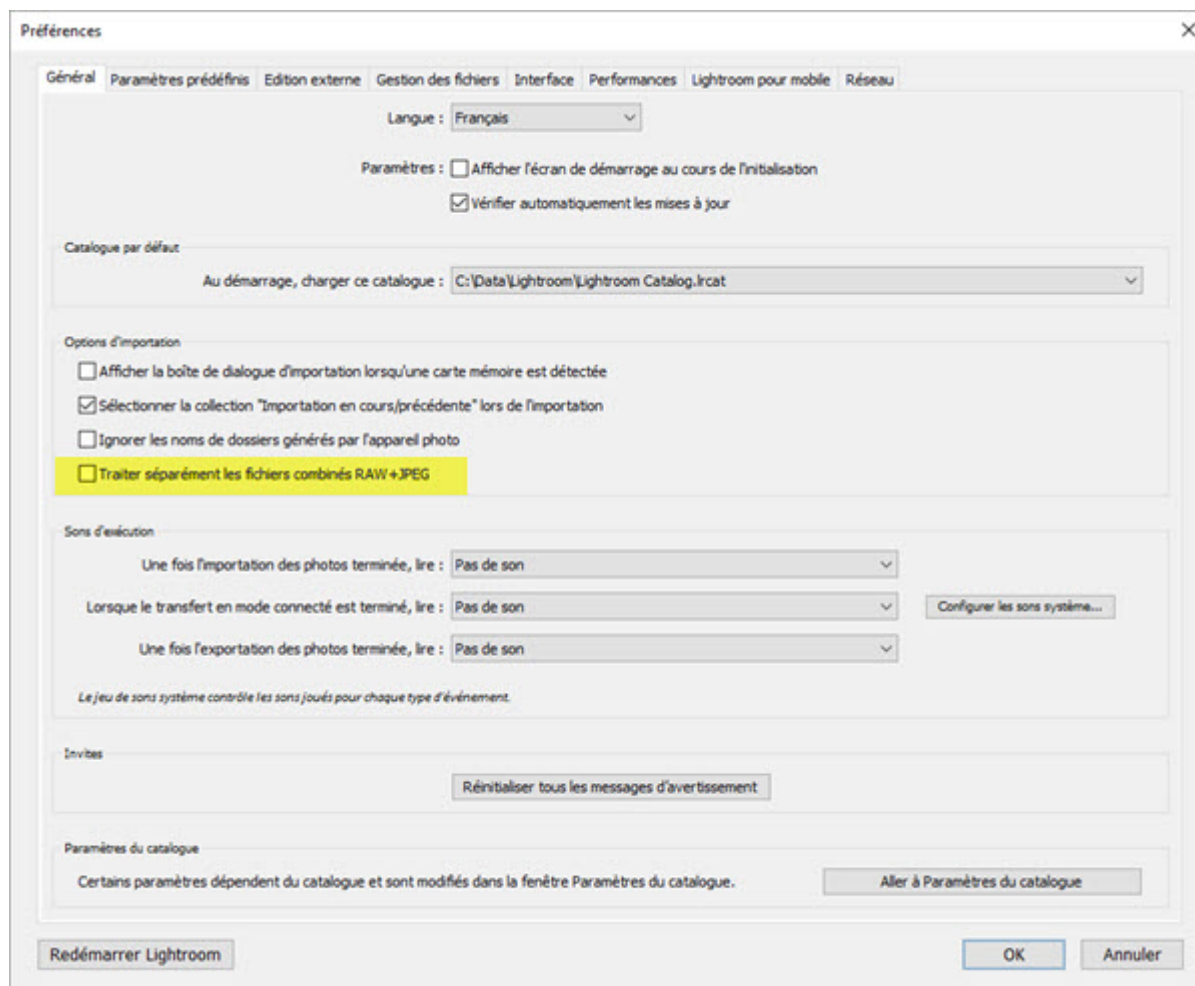 Préférences
Général Paramètres prédéfinis Edition externe Gestion des fichiers Interface Performances Lightroom pour mobile Réseau
Langue : Français
Paramètres : Afficher l'écran de démarrage au cours de l'initialisation
Vérifier automatiquement les mises à jour
Catalogue par défaut
Au démarrage, charger ce catalogue : C:\Data\Lightroom\Lightroom Catalog.lrcat
Options d'importation
Afficher la boîte de dialogue d'importation lorsqu'une carte mémoire est détectée
Sélectionner la collection "Importation en cours/précédente" lors de l'importation
Ignorer les noms de dossiers générés par l'appareil photo
Traiter séparément les fichiers combinés RAW+JPEG
Sons d'exécution
Une fois l'importation des photos terminée, lire : Pas de son
Lorsque le transfert en mode connecté est terminé, lire : Pas de son Configurer les sons système...
Une fois l'exportation des photos terminée, lire : Pas de son
Le jeu de sons système contrôle les sons joués pour chaque type d'événement.
Invites
Réinitialiser tous les messages d'avertissement
Paramètres du catalogue
Certains paramètres dépendent du catalogue et sont modifiés dans la fenêtre Paramètres du catalogue. Aller à Paramètres du catalogue
Redémarrer Lightroom OK Annuler